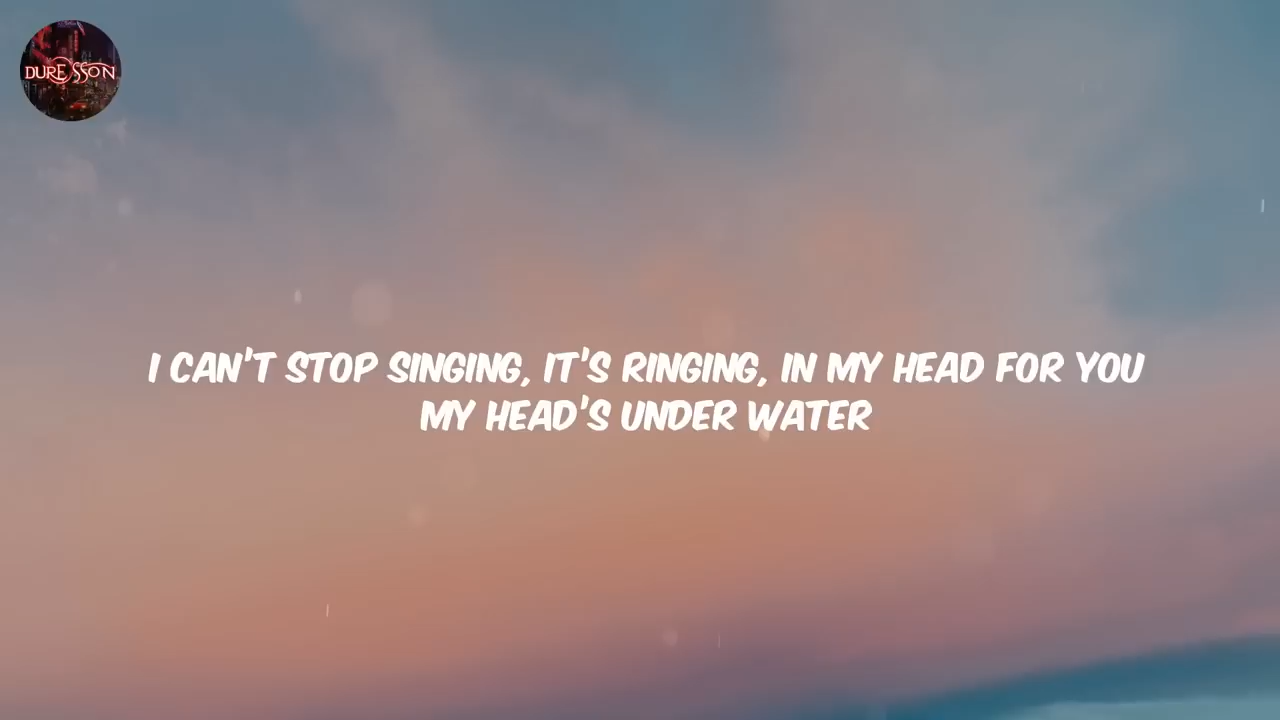 DURESSON
I CAN'T STOP SINGING, IT'S RINGING, IN MY HEAD FOR YOU
MY HEAD'S UNDER WATER